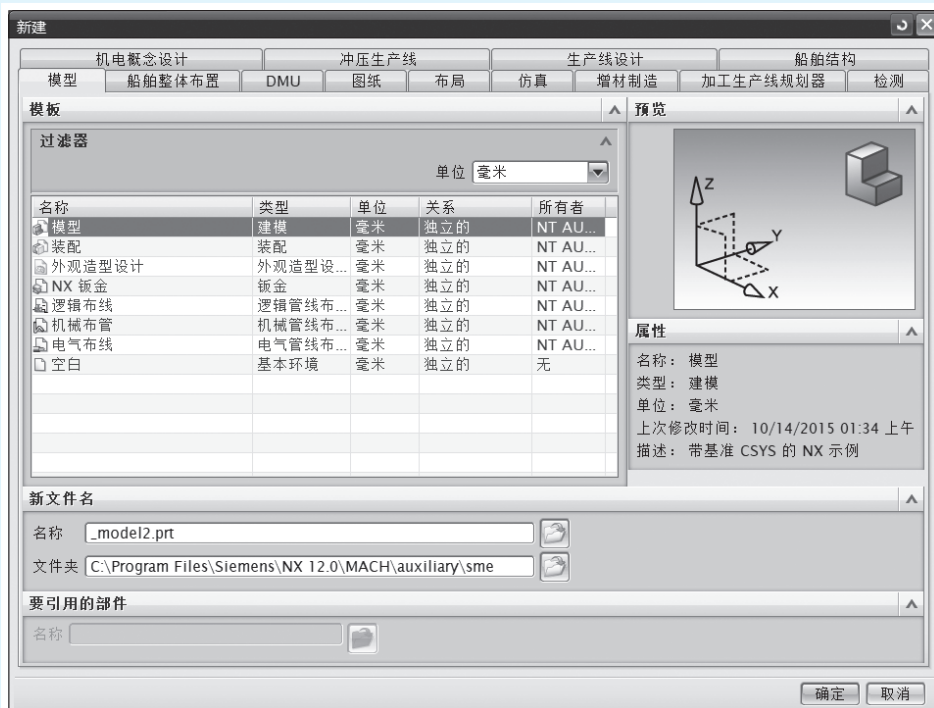 新建
机电概念设计 冲压生产线 生产线设计 船舶结构
模型 船舶整体布置 DMU 图纸 布局 仿真 增材制造 加工生产线规划器 检测
模板
过滤器
单位 毫米
名称 类型 单位 关系 所有者
模型 建模 毫米 独立的 NT AU...
装配 装配 毫米 独立的 NT AU...
外观造型设计 外观造型设... 毫米 独立的 NT AU...
NX 钣金 钣金 毫米 独立的 NT AU...
逻辑布线 逻辑管线布... 毫米 独立的 NT AU...
机械布管 机械管线布... 毫米 独立的 NT AU...
电气布线 电气管线布... 毫米 独立的 NT AU...
空白 基本环境 毫米 独立的 无
预览
Z
Y
X
属性
名称： 模型
类型： 建模
单位： 毫米
上次修改时间： 10/14/2015 01:34 上午
描述： 带基准 CSYS 的 NX 示例
新文件名
名称 _model2.prt
文件夹 C:\Program Files\Siemens\NX 12.0\MACH\auxiliary\sme
要引用的部件
名称
确定 取消